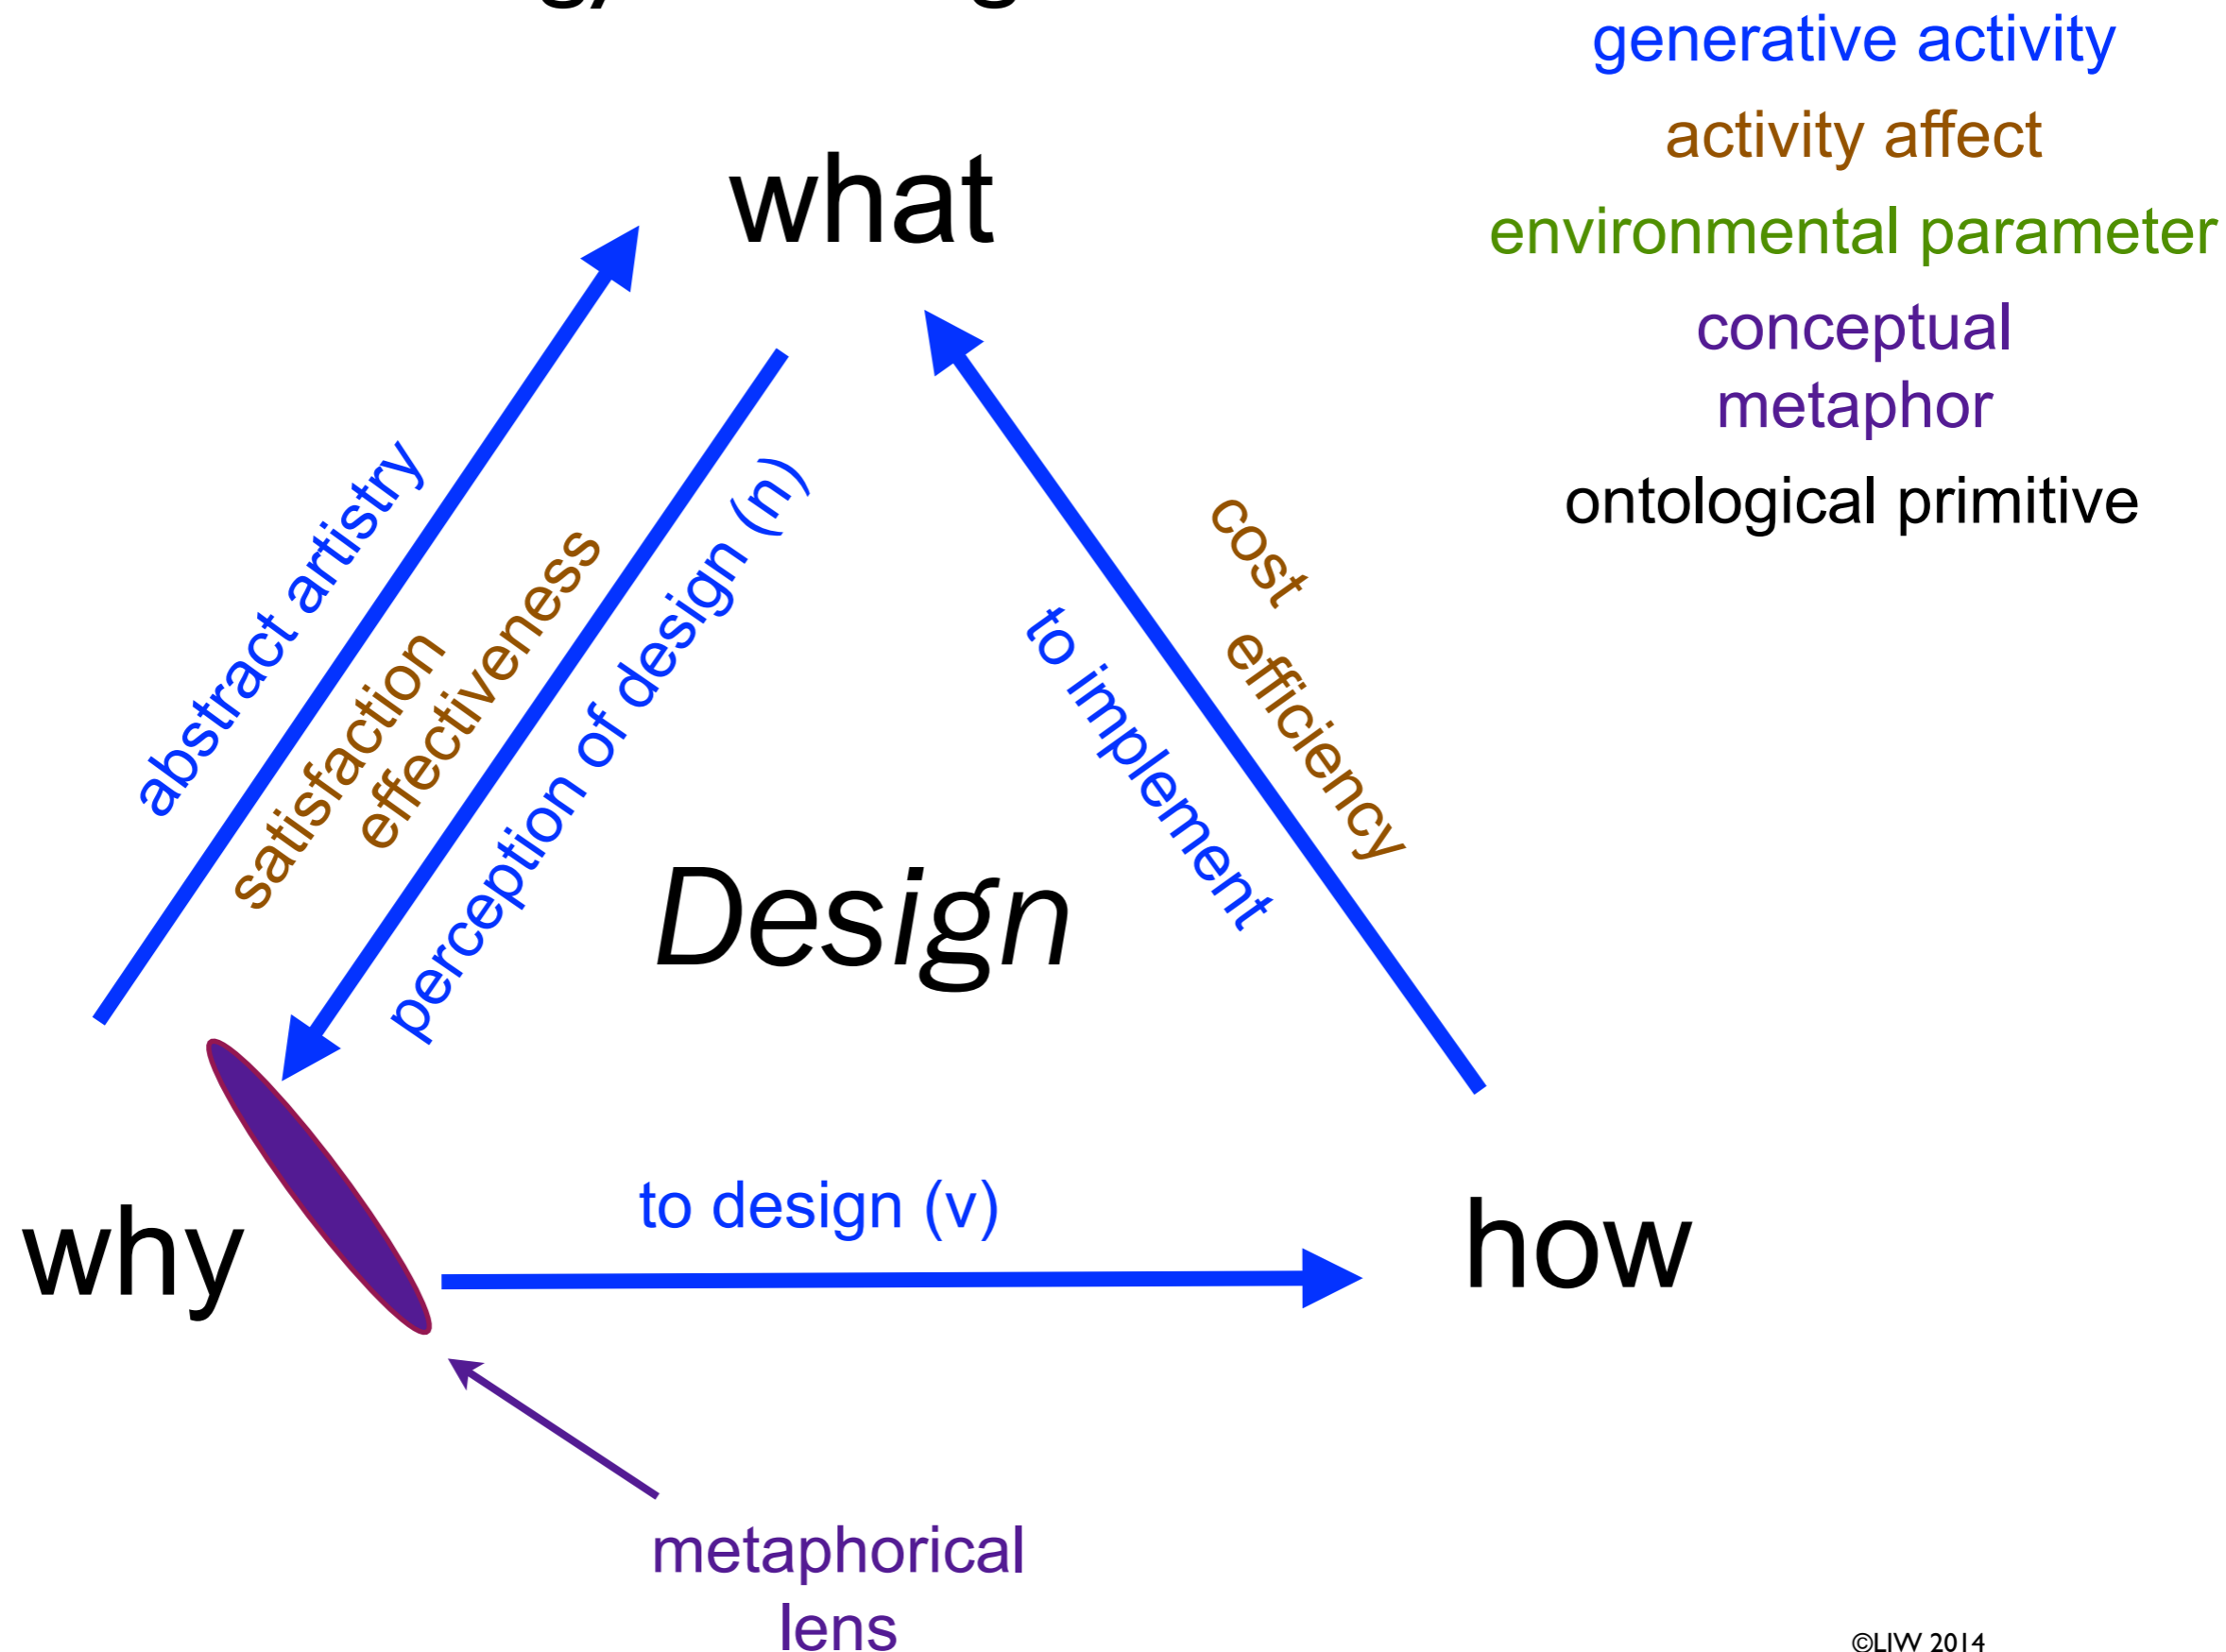 generative activity
activity affect
environmental parameter
conceptual
metaphor
ontological primitive
what
abstract artistry
satisfaction
effectiveness
perception of design (n)
cost
efficiency
to implement
Design
why
to design (v)
how
metaphorical
lens
©LIW 2014